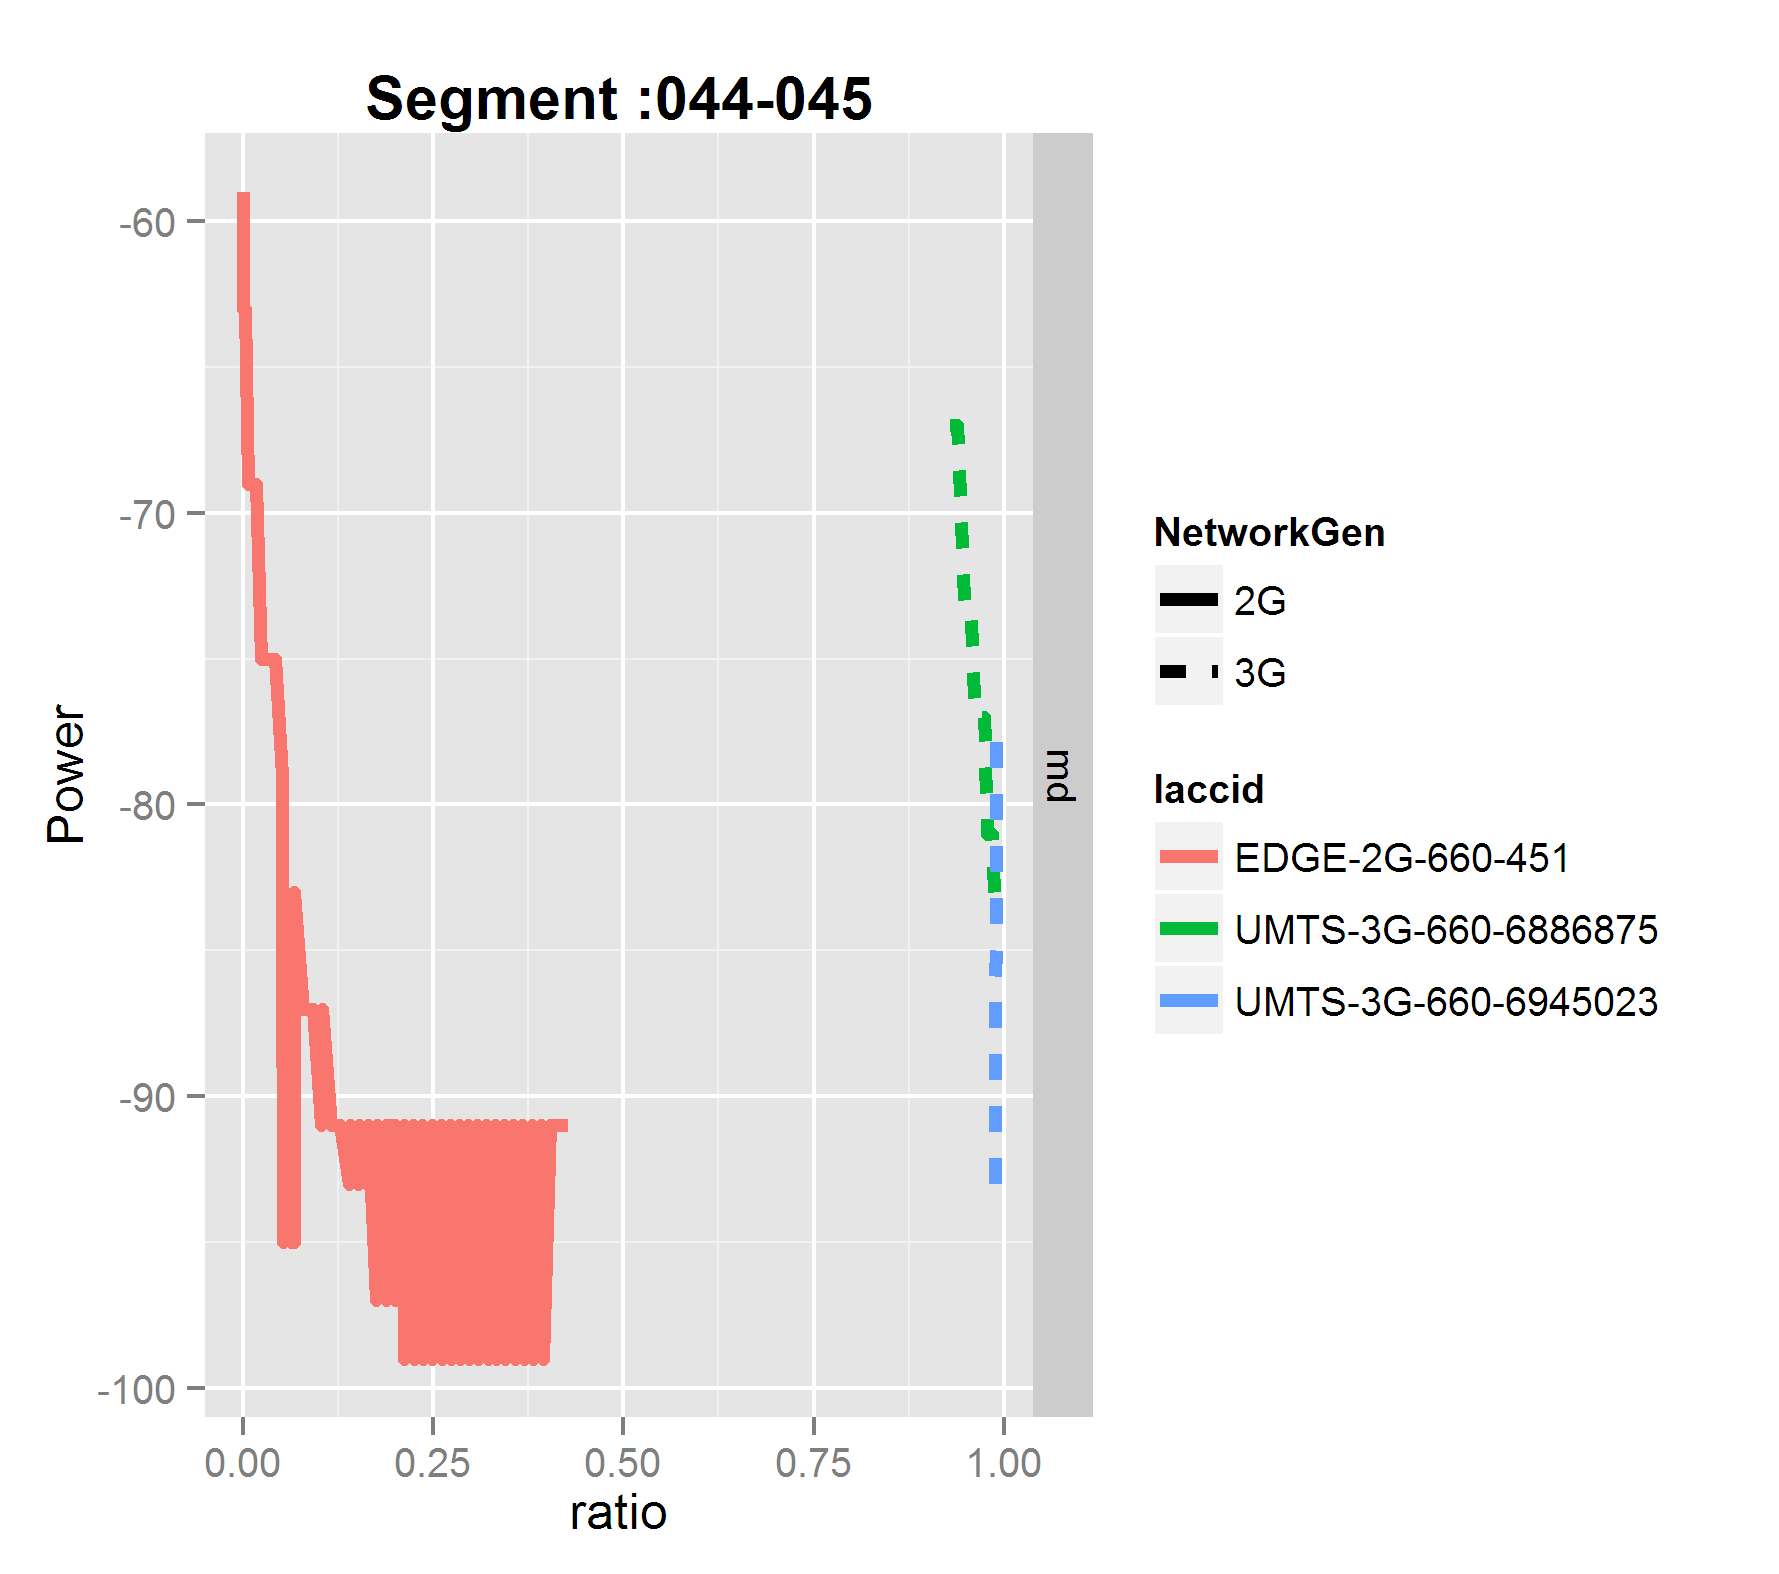 Segment :044-045
-60
-70
-80
-90
-100
Power
pm
0.00 0.25 0.50 0.75 1.00
ratio
NetworkGen
2G
3G
laccid
EDGE-2G-660-451
UMTS-3G-660-6886875
UMTS-3G-660-6945023